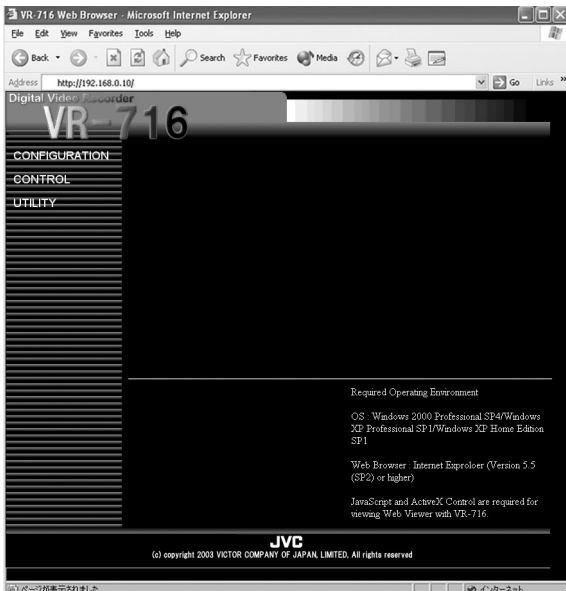 VR-716 Web Browser - Microsoft Internet Explorer
File Edit View Favorites Tools Help
Back Search Favorites Media
Address http://192.168.0.10/ Go Links »
Digital Video Recorder
VR-716
CONFIGURATION
CONTROL
UTILITY
Required Operating Environment
OS : Windows 2000 Professional SP4/Windows
XP Professional SP1/Windows XP Home Edition
SP1
Web Browser : Internet Exproloer (Version 5.5
(SP2) or higher)
JavaScript and ActiveX Control are required for
viewing Web Viewer with VR-716.
JVC
(c) copyright 2003 VICTOR COMPANY OF JAPAN, LIMITED, All rights reserved
ページが表示されました
インターネット